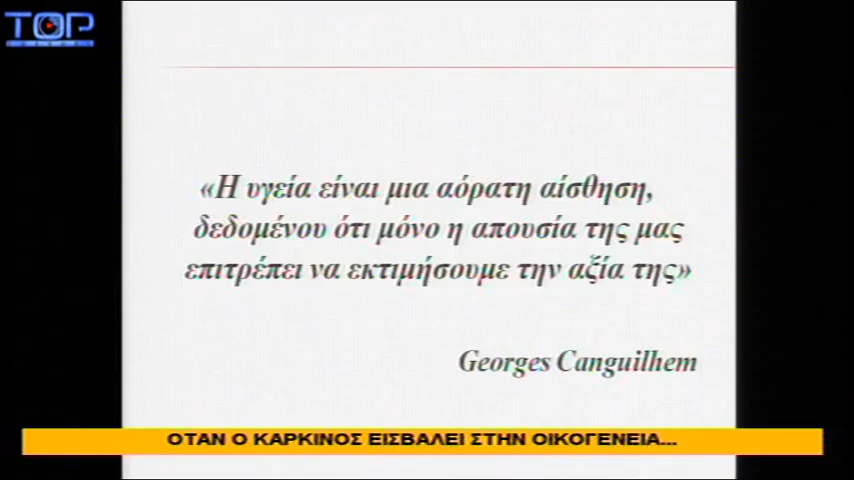 TOP
«Η υγεία είναι μια αόρατη αίσθηση,
δεδομένου ότι μόνο η απουσία της μας
επιτρέπει να εκτιμήσουμε την αξία της»
Georges Canguilhem
ΟΤΑΝ Ο ΚΑΡΚΙΝΟΣ ΕΙΣΒΑΛΕΙ ΣΤΗΝ ΟΙΚΟΓΕΝΕΙΑ...